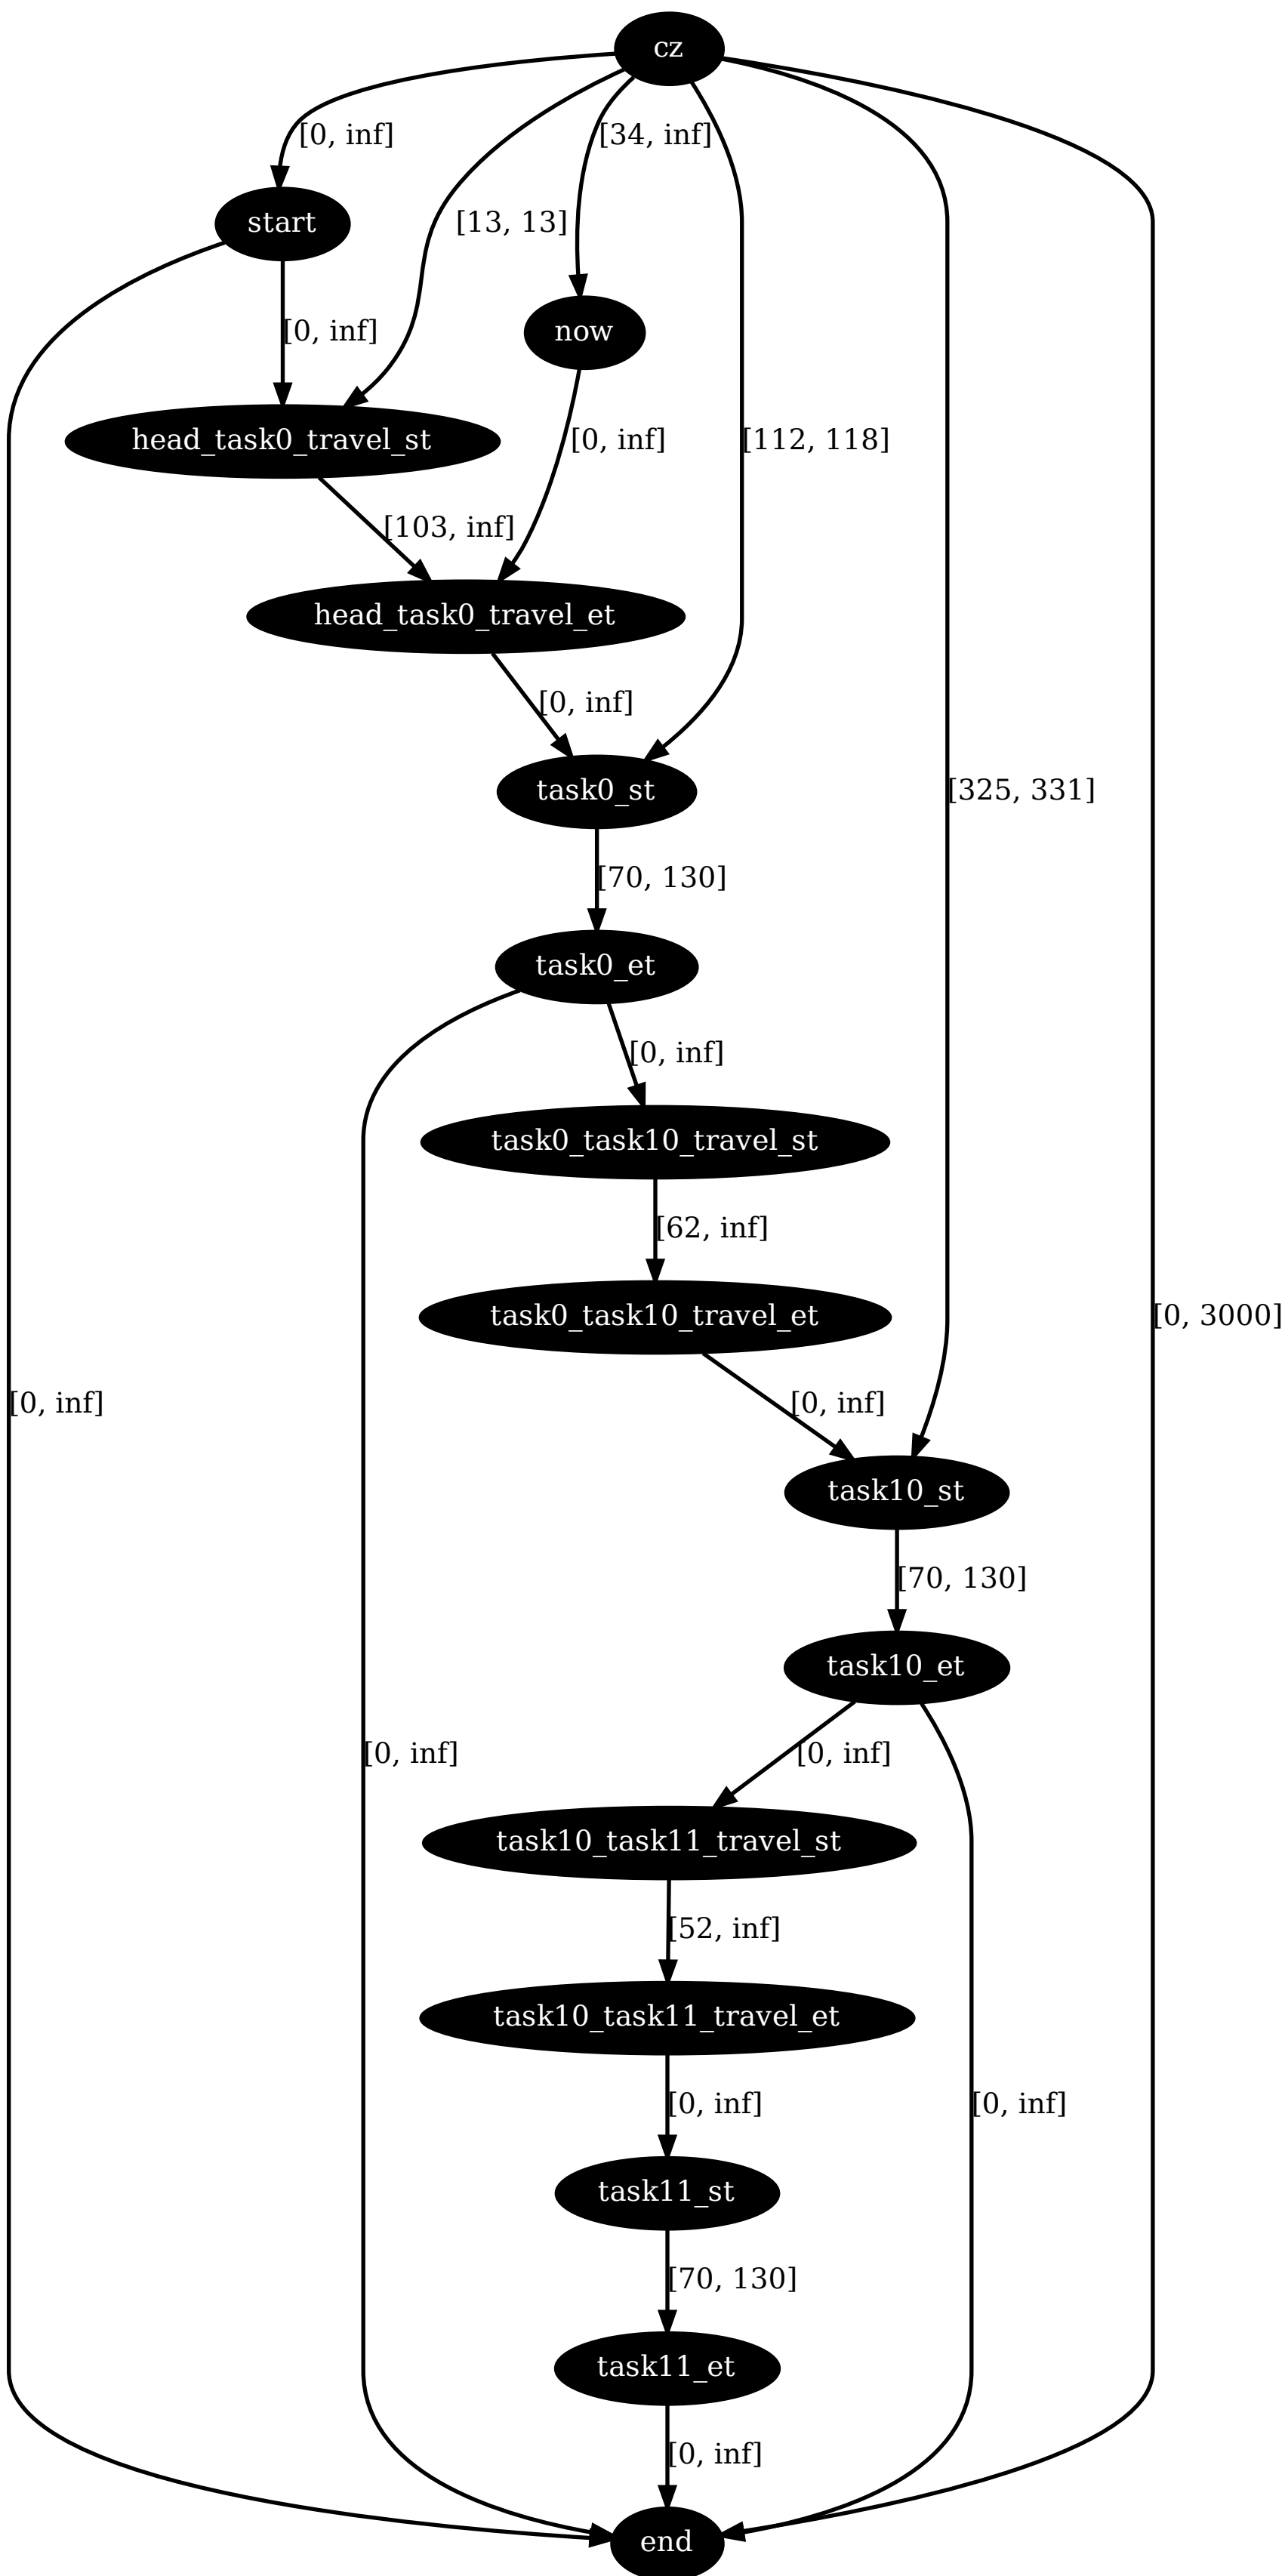 cz
[0, inf]
[34, inf]
start
[13, 13]
now
[0, inf]
head_task0_travel_st
[0, inf]
[112, 118]
[103, inf]
head_task0_travel_et
[0, inf]
task0_st
[325, 331]
[70, 130]
task0_et
[0, inf]
task0_task10_travel_st
[62, inf]
task0_task10_travel_et
[0, 3000]
[0, inf]
[0, inf]
task10_st
[70, 130]
task10_et
[0, inf]
[0, inf]
task10_task11_travel_st
[52, inf]
task10_task11_travel_et
[0, inf]
[0, inf]
task11_st
[70, 130]
task11_et
[0, inf]
end